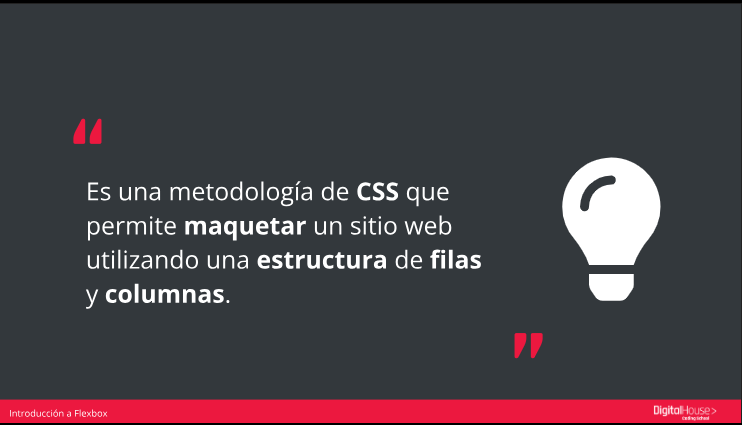 “
Es una metodología de CSS que
permite maquetar un sitio web
utilizando una estructura de filas
y columnas.
”
Introducción a Flexbox
DigitalHouse>
Coding School